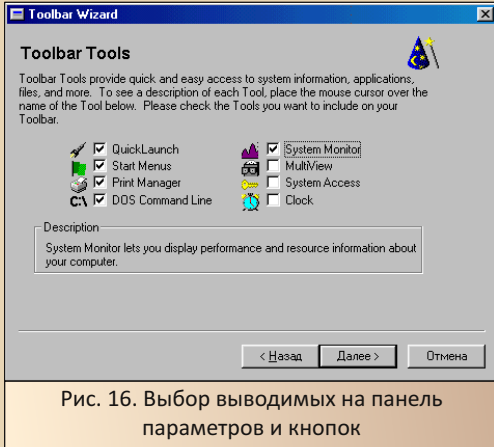 Toolbar Wizard
Toolbar Tools
Toolbar Tools provide quick and easy access to system information, applications,
files, and more. To see a description of each Tool, place the mouse cursor over the
name of the Tool below. Please check the Tools you want to include on your
Toolbar.
QuickLaunch
Start Menus
Print Manager
C:\ DOS Command Line
System Monitor
MultiView
System Access
Clock
Description
System Monitor lets you display performance and resource information about
your computer.
< Назад
Далее >
Отмена
Рис. 16. Выбор выводимых на панель
параметров и кнопок